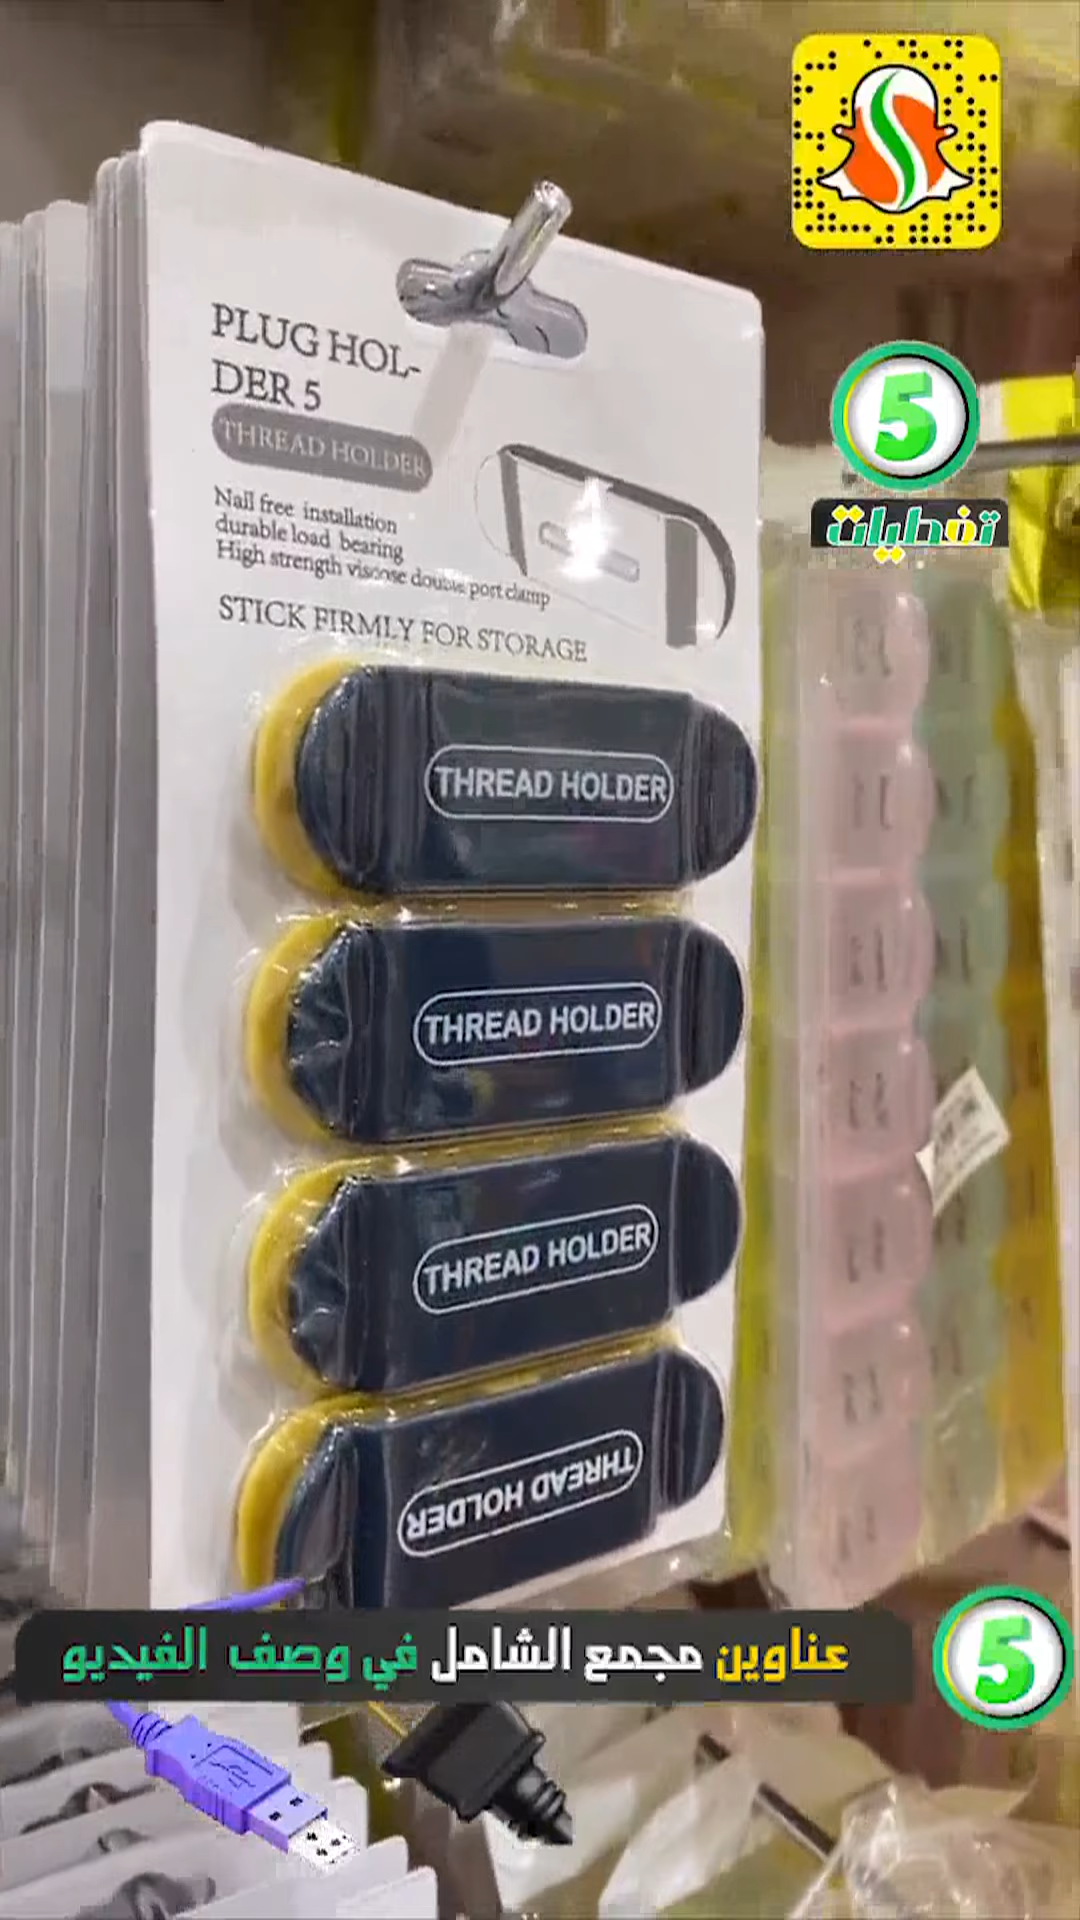 PLUG HOL-
DER 5
THREAD HOLDER
Nail free installation
durable load bearing
High strength viscose double port clamp
STICK FIRMLY FOR STORAGE
5
تغطيات
THREAD HOLDER
THREAD HOLDER
THREAD HOLDER
THREAD HOLDER
عناوين مجمع الشامل في وصف الفيديو
5